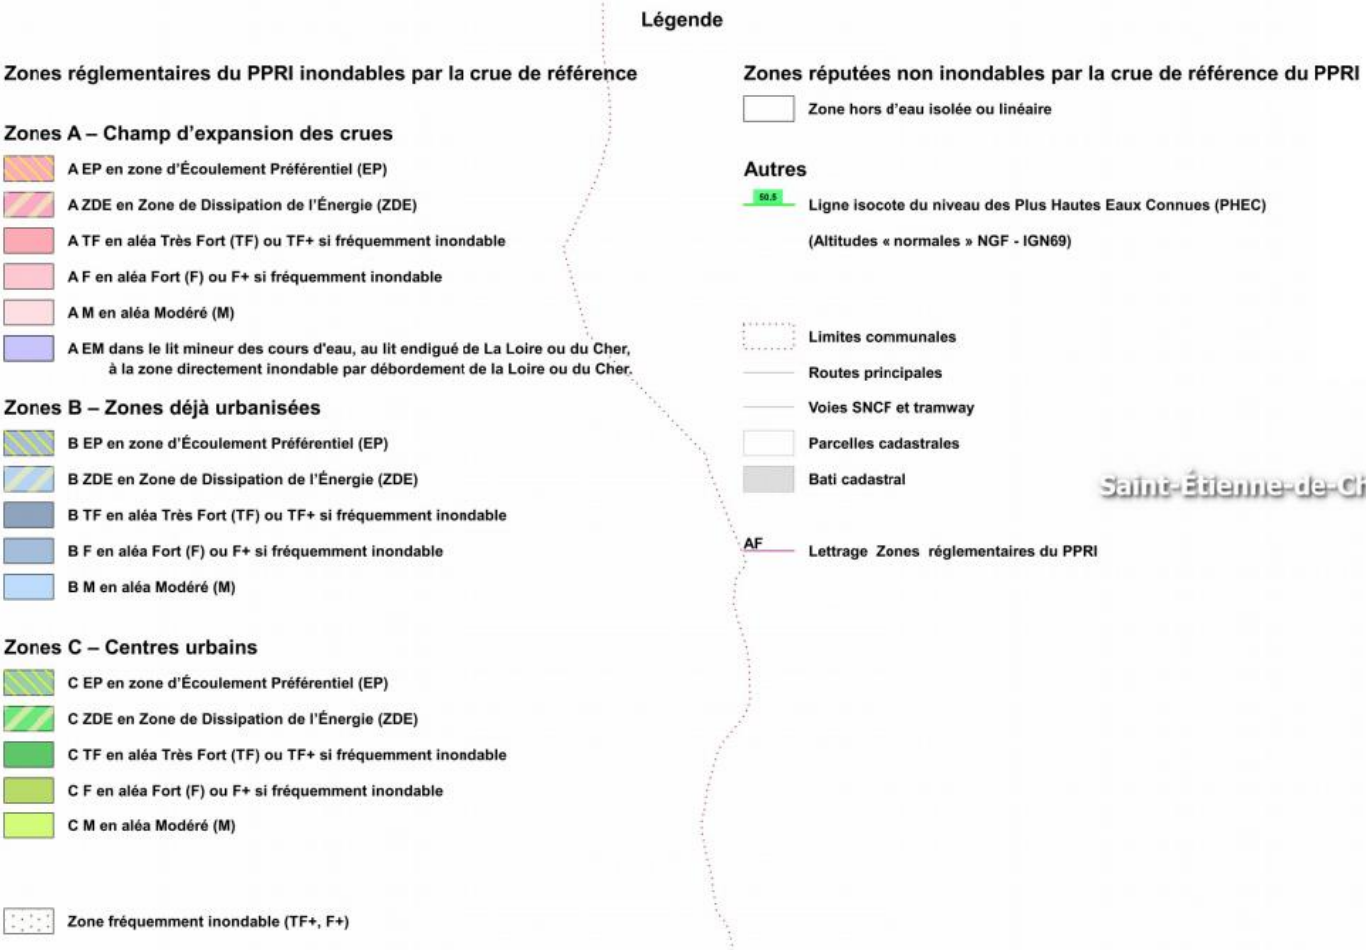 Légende
Zones réglementaires du PPRI inondables par la crue de référence
Zones A – Champ d'expansion des crues
A EP en zone d'Écoulement Préférentiel (EP)
A ZDE en Zone de Dissipation de l'Énergie (ZDE)
A TF en aléa Très Fort (TF) ou TF+ si fréquemment inondable
A F en aléa Fort (F) ou F+ si fréquemment inondable
A M en aléa Modéré (M)
A EM dans le lit mineur des cours d'eau, au lit endigué de La Loire ou du Cher,
à la zone directement inondable par débordement de la Loire ou du Cher.
Zones B – Zones déjà urbanisées
B EP en zone d'Écoulement Préférentiel (EP)
B ZDE en Zone de Dissipation de l'Énergie (ZDE)
B TF en aléa Très Fort (TF) ou TF+ si fréquemment inondable
B F en aléa Fort (F) ou F+ si fréquemment inondable
B M en aléa Modéré (M)
Zones C – Centres urbains
C EP en zone d'Écoulement Préférentiel (EP)
C ZDE en Zone de Dissipation de l'Énergie (ZDE)
C TF en aléa Très Fort (TF) ou TF+ si fréquemment inondable
C F en aléa Fort (F) ou F+ si fréquemment inondable
C M en aléa Modéré (M)
Zone fréquemment inondable (TF+, F+)
Zones réputées non inondables par la crue de référence du PPRI
Zone hors d'eau isolée ou linéaire
Autres
50.5 Ligne isocote du niveau des Plus Hautes Eaux Connues (PHEC)
(Altitudes « normales » NGF - IGN69)
Limites communales
Routes principales
Voies SNCF et tramway
Parcelles cadastrales
Bati cadastral
Saint-Étienne-de-Ch
AF Lettrage Zones réglementaires du PPRI